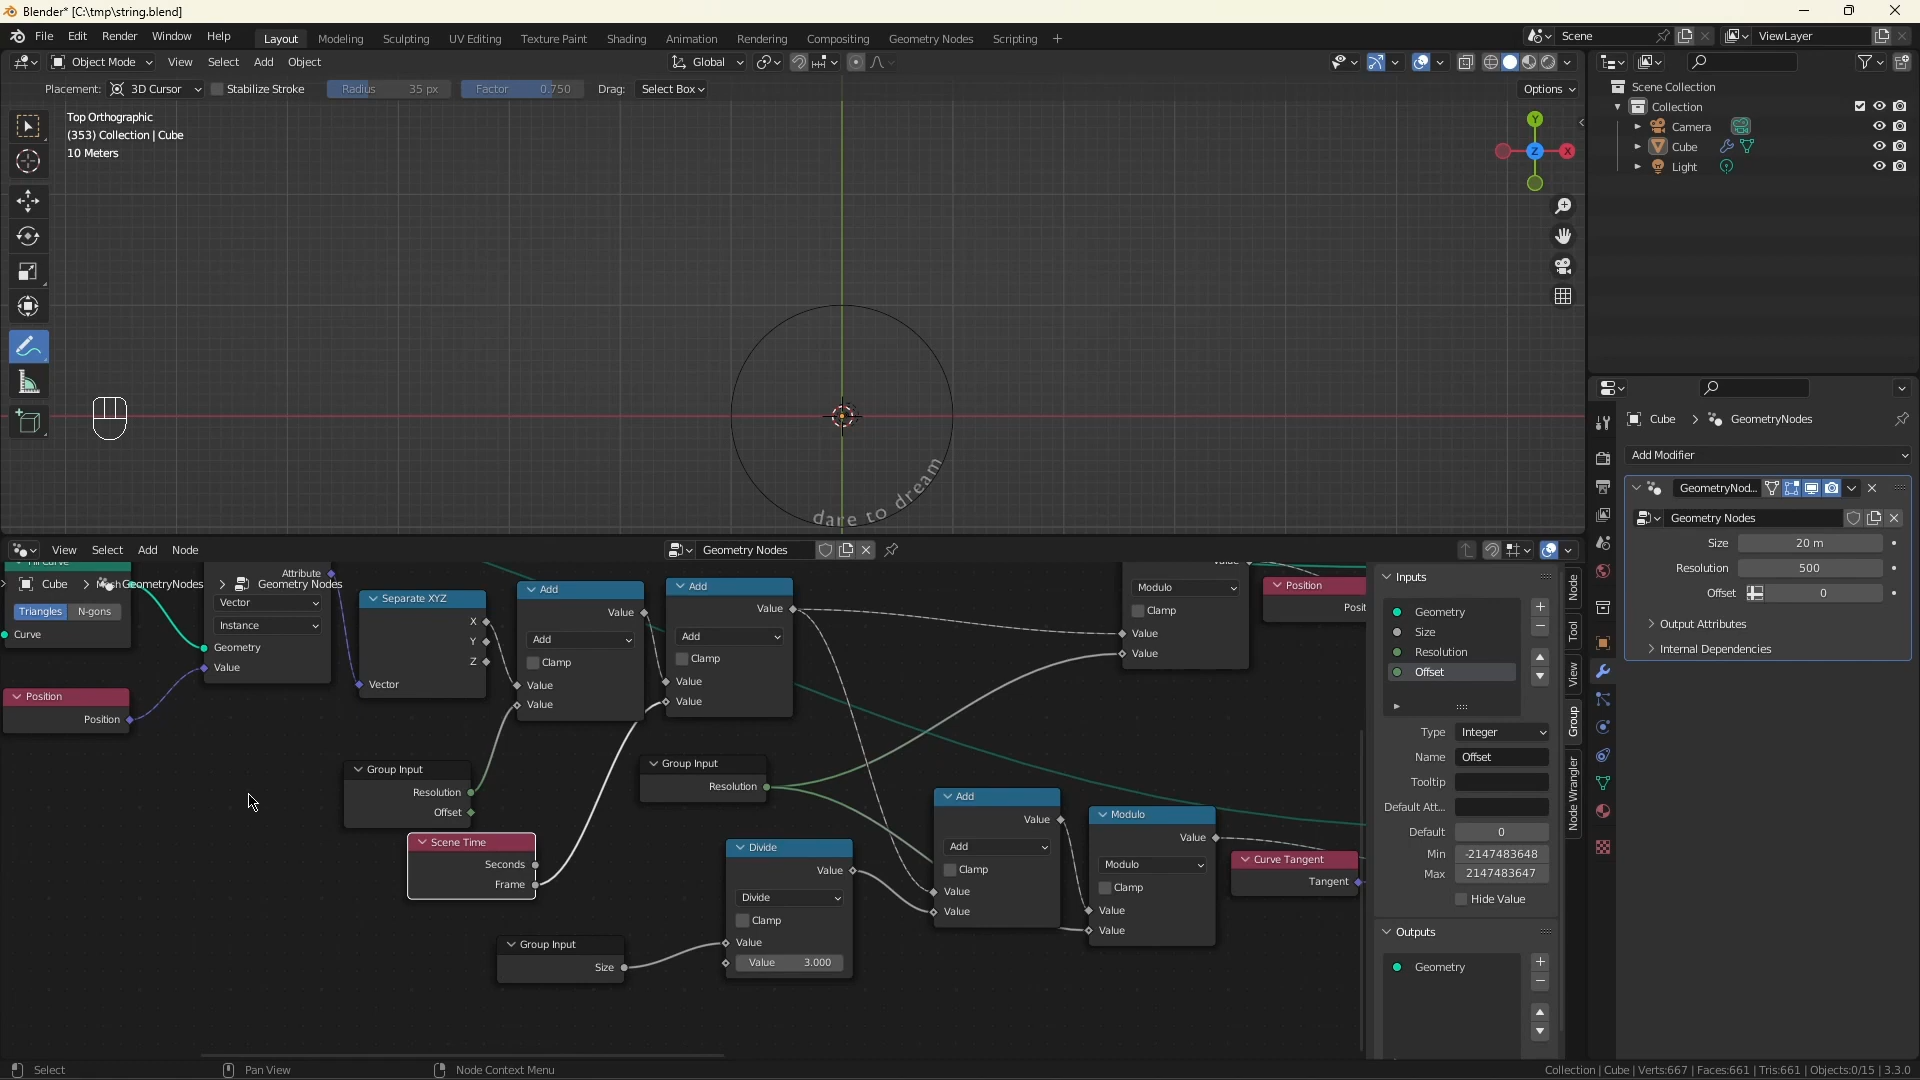 Blender* [C:\tmp\string.blend]
File Edit Render Window Help
Layout Modeling Sculpting UV Editing Texture Paint Shading Animation Rendering Compositing Geometry Nodes Scripting +
Scene
ViewLayer
Object Mode View Select Add Object
Global
Placement: 3D Cursor Stabilize Stroke Radius 35 px Factor 0.750 Drag: Select Box
Options
Top Orthographic
(353) Collection | Cube
10 Meters
Y
Z
X
dare to dream
Scene Collection
Collection
Camera
Cube
Light
Cube > GeometryNodes
Add Modifier
GeometryNod...
Geometry Nodes
Size 20 m
Resolution 500
Offset 0
Output Attributes
Internal Dependencies
View Select Add Node
Geometry Nodes
Cube > GeometryNodes > Geometry Nodes
Triangles N-gons
Curve
Attribute
Vector
Instance
Geometry
Value
Position
Position
Separate XYZ
X
Y
Z
Vector
Add
Value
Add
Clamp
Value
Value
Add
Value
Add
Clamp
Value
Value
Group Input
Resolution
Offset
Scene Time
Seconds
Frame
Group Input
Resolution
Group Input
Size
Divide
Value
Divide
Clamp
Value
Value 3.000
Add
Value
Add
Clamp
Value
Value
Modulo
Value
Modulo
Clamp
Value
Value
Modulo
Clamp
Value
Value
Position
Posit
Curve Tangent
Tangent
Inputs
Geometry
Size
Resolution
Offset
Type Integer
Name Offset
Tooltip
Default Att...
Default 0
Min -2147483648
Max 2147483647
Hide Value
Outputs
Geometry
Node
Tool
View
Group
Node Wrangler
Select Pan View Node Context Menu
Collection | Cube | Verts:667 | Faces:661 | Tris:661 | Objects:0/15 | 3.3.0